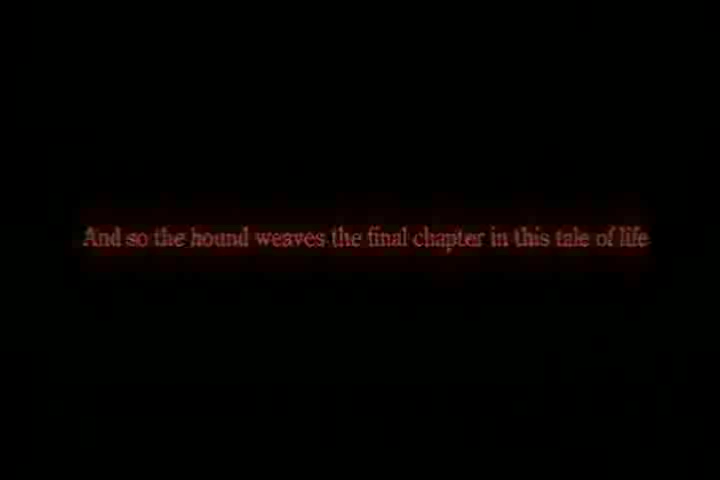 And so the hound weaves the final chapter in this tale of life